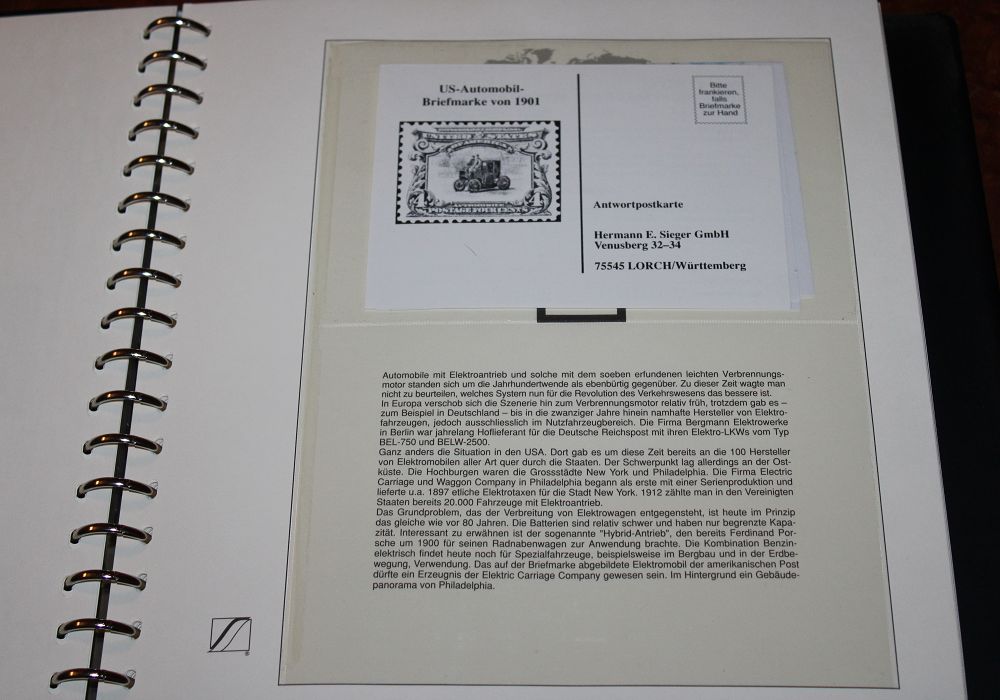 US-Automobil-
Briefmarke von 1901
UNITED STATES
AUTOMOBILE
4 4
POSTAGE FOUR CENTS
Bitte
frankieren,
falls
Briefmarke
zur Hand
Antwortpostkarte
Hermann E. Sieger GmbH
Venusberg 32–34
75545 LORCH/Württemberg
Automobile mit Elektroantrieb und solche mit dem soeben erfundenen leichten Verbrennungs-
motor standen sich um die Jahrhundertwende als ebenbürtig gegenüber. Zu dieser Zeit wagte man
nicht zu beurteilen, welches System nun für die Revolution des Verkehrswesens das bessere ist.
In Europa verschob sich die Szenerie hin zum Verbrennungsmotor relativ früh, trotzdem gab es –
zum Beispiel in Deutschland – bis in die zwanziger Jahre hinein namhafte Hersteller von Elektro-
fahrzeugen, jedoch ausschliesslich im Nutzfahrzeugbereich. Die Firma Bergmann Elektrowerke
in Berlin war jahrelang Hoflieferant für die Deutsche Reichspost mit ihren Elektro-LKWs vom Typ
BEL-750 und BELW-2500.
Ganz anders die Situation in den USA. Dort gab es um diese Zeit bereits an die 100 Hersteller
von Elektromobilen aller Art quer durch die Staaten. Der Schwerpunkt lag allerdings an der Ost-
küste. Die Hochburgen waren die Grossstädte New York und Philadelphia. Die Firma Electric
Carriage und Waggon Company in Philadelphia begann als erste mit einer Serienproduktion und
lieferte u.a. 1897 etliche Elektrotaxen für die Stadt New York. 1912 zählte man in den Vereinigten
Staaten bereits 20.000 Fahrzeuge mit Elektroantrieb.
Das Grundproblem, das der Verbreitung von Elektrowagen entgegensteht, ist heute im Prinzip
das gleiche wie vor 80 Jahren. Die Batterien sind relativ schwer und haben nur begrenzte Kapa-
zität. Interessant zu erwähnen ist der sogenannte "Hybrid-Antrieb", den bereits Ferdinand Por-
sche um 1900 für seinen Radnabenwagen zur Anwendung brachte. Die Kombination Benzin-
elektrisch findet heute noch für Spezialfahrzeuge, beispielsweise im Bergbau und in der Erdbe-
wegung, Verwendung. Das auf der Briefmarke abgebildete Elektromobil der amerikanischen Post
dürfte ein Erzeugnis der Elektric Carriage Company gewesen sein. Im Hintergrund ein Gebäude-
panorama von Philadelphia.